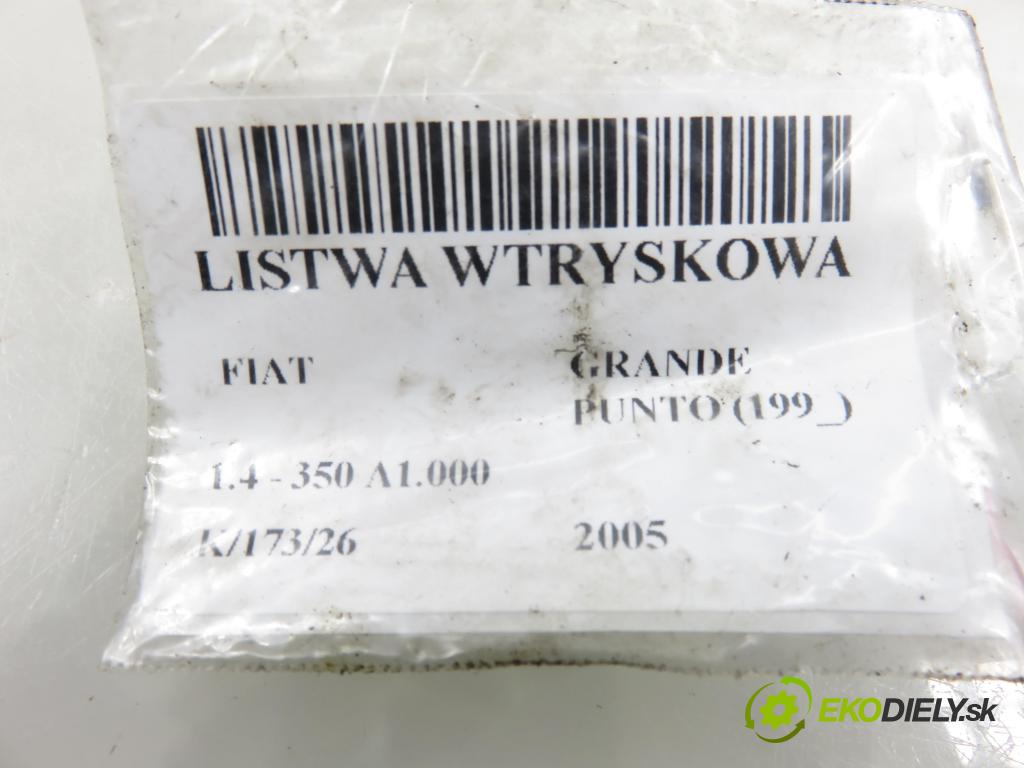 LISTWA WTRYSKOWA
FIAT
GRANDE
PUNTO (199_)
1.4 - 350 A1.000
K/173/26
2005
EKODIELY.sk